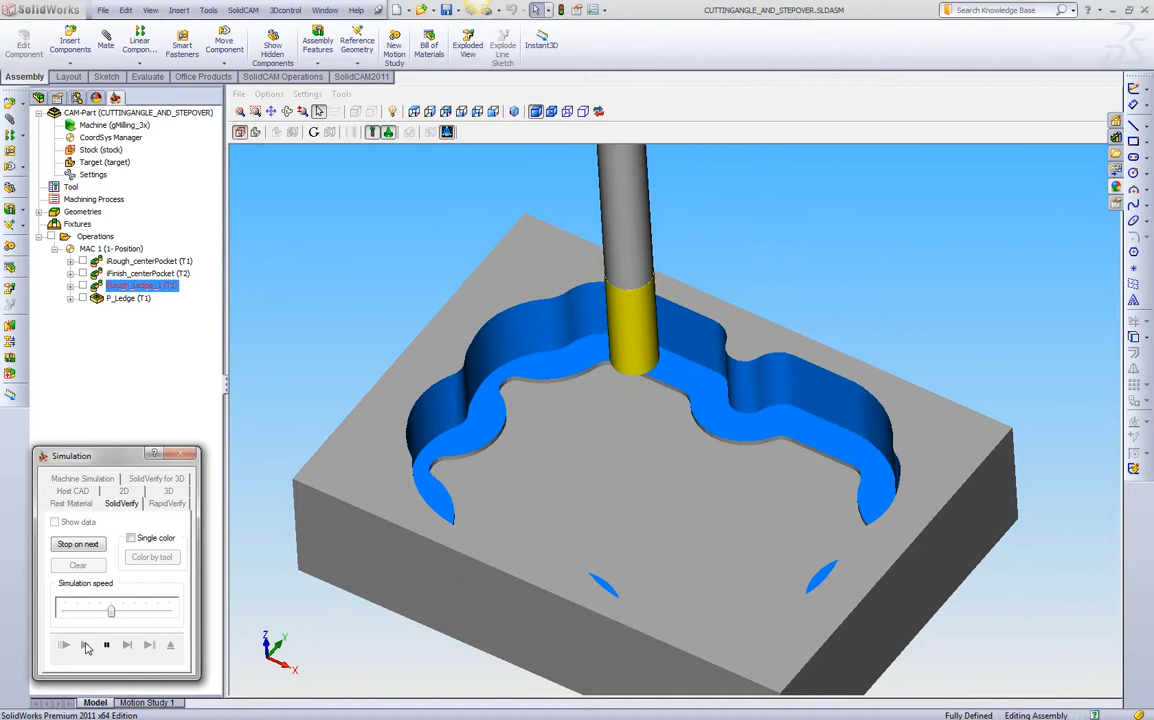 SolidWorks File Edit View Insert Tools SolidCAM 3Dcontrol Window Help CUTTINGANGLE_AND_STEPOVER.SLDASM Search Knowledge Base
Edit Component
Insert Components
Mate
Linear Compon...
Smart Fasteners
Move Component
Show Hidden Components
Assembly Features
Reference Geometry
New Motion Study
Bill of Materials
Exploded View
Explode Line Sketch
Instant3D
Assembly Layout Sketch Evaluate Office Products SolidCAM Operations SolidCAM2011
File Options Settings Tools
CAM-Part (CUTTINGANGLE_AND_STEPOVER)
Machine (gMilling_3x)
CoordSys Manager
Stock (stock)
Target (target)
Settings
Tool
Machining Process
Geometries
Fixtures
Operations
MAC 1 (1- Position)
iRough_centerPocket (T1)
iFinish_centerPocket (T2)
iRough_Ledge_1 (T1)
P_Ledge (T1)
Simulation
Machine Simulation SolidVerify for 3D
Host CAD 2D 3D
Rest Material SolidVerify RapidVerify
Show data
Stop on next
Single color
Clear
Color by tool
Simulation speed
Z Y
X
Model Motion Study 1
SolidWorks Premium 2011 x64 Edition Fully Defined Editing Assembly